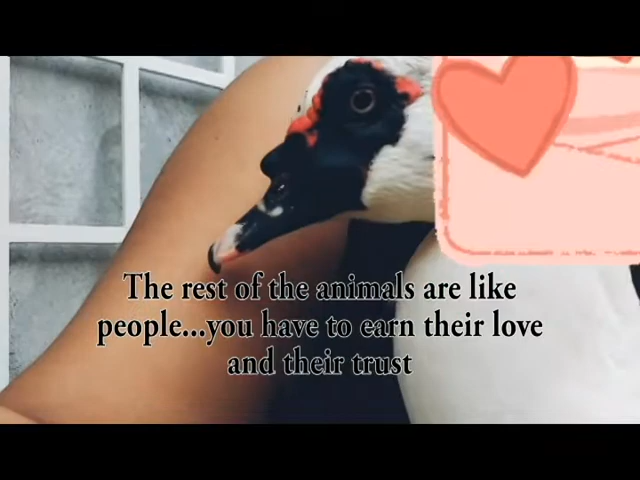 The rest of the animals are like
people...you have to earn their love
and their trust